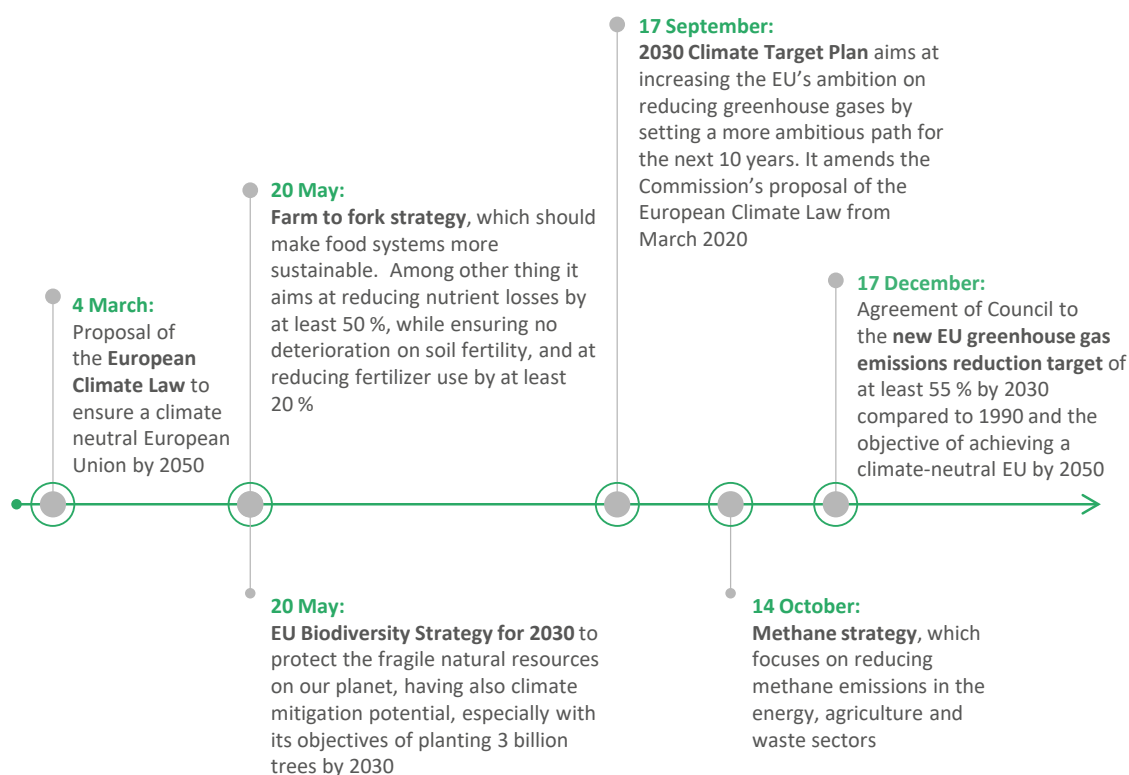 4 March:
Proposal of
the European
Climate Law to
ensure a climate
neutral European
Union by 2050
20 May:
Farm to fork strategy, which should
make food systems more
sustainable.  Among other thing it
aims at reducing nutrient losses by
at least 50 %, while ensuring no
deterioration on soil fertility, and at
reducing fertilizer use by at least
20 %
20 May:
EU Biodiversity Strategy for 2030 to
protect the fragile natural resources
on our planet, having also climate
mitigation potential, especially with
its objectives of planting 3 billion
trees by 2030
17 September:
2030 Climate Target Plan aims at
increasing the EU’s ambition on
reducing greenhouse gases by
setting a more ambitious path for
the next 10 years. It amends the
Commission’s proposal of the
European Climate Law from
March 2020
14 October:
Methane strategy, which
focuses on reducing
methane emissions in the
energy, agriculture and
waste sectors
17 December:
Agreement of Council to
the new EU greenhouse gas
emissions reduction target of
at least 55 % by 2030
compared to 1990 and the
objective of achieving a
climate-neutral EU by 2050